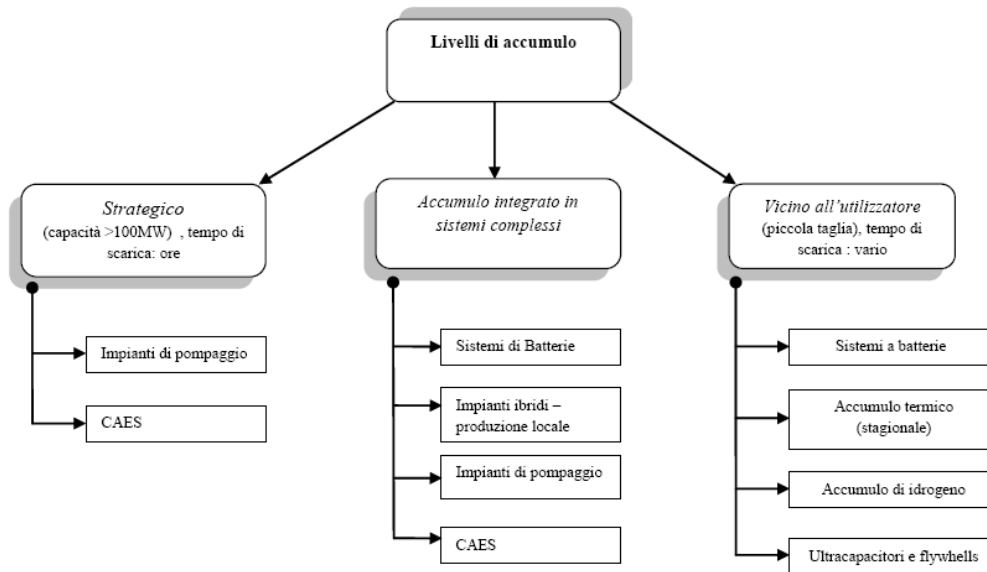 Livelli di accumulo
Strategico
(capacità >100MW) , tempo di
scarica: ore
Impianti di pompaggio
CAES
Accumulo integrato in
sistemi complessi
Sistemi di Batterie
Impianti ibridi –
produzione locale
Impianti di pompaggio
CAES
Vicino all’utilizzatore
(piccola taglia), tempo di
scarica : vario
Sistemi a batterie
Accumulo termico
(stagionale)
Accumulo di idrogeno
Ultracapacitori e flywhells